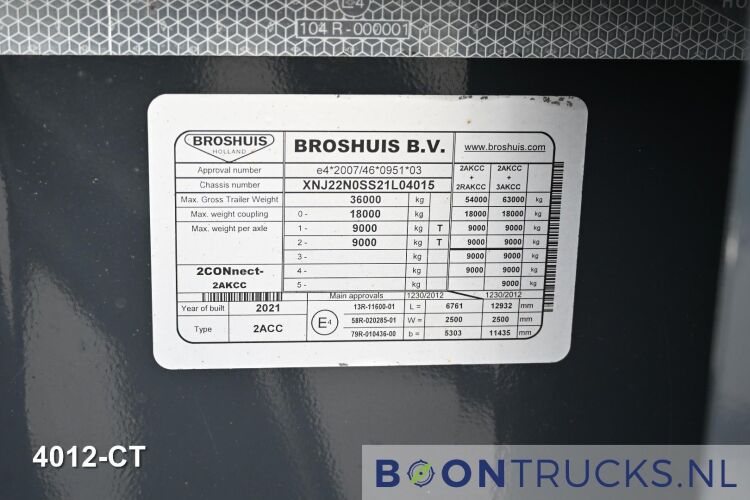 E4
104 R-000001
BROSHUIS
HOLLAND
BROSHUIS B.V.
www.broshuis.com
Approval number e4*2007/46*0951*03 2AKCC + 2RAKCC 2AKCC + 3AKCC
Chassis number XNJ22N0SS21L04015
Max. Gross Trailer Weight 36000 kg 54000 63000 kg
Max. weight coupling 0- 18000 kg 18000 18000 kg
Max. weight per axle 1 - 9000 kg T 9000 9000 kg
2 - 9000 kg T 9000 9000 kg
3 - kg 9000 9000 kg
2CONnect- 4 - kg 9000 9000 kg
2AKCC 5 - kg 9000 kg
Main approvals 1230/2012 1230/2012
Year of built 2021 13R-11600-01 L = 6761 12932 mm
Type 2ACC E4 58R-020285-01 W = 2500 2500 mm
79R-010436-00 b = 5303 11435 mm
4012-CT
BOONTRUCKS.NL